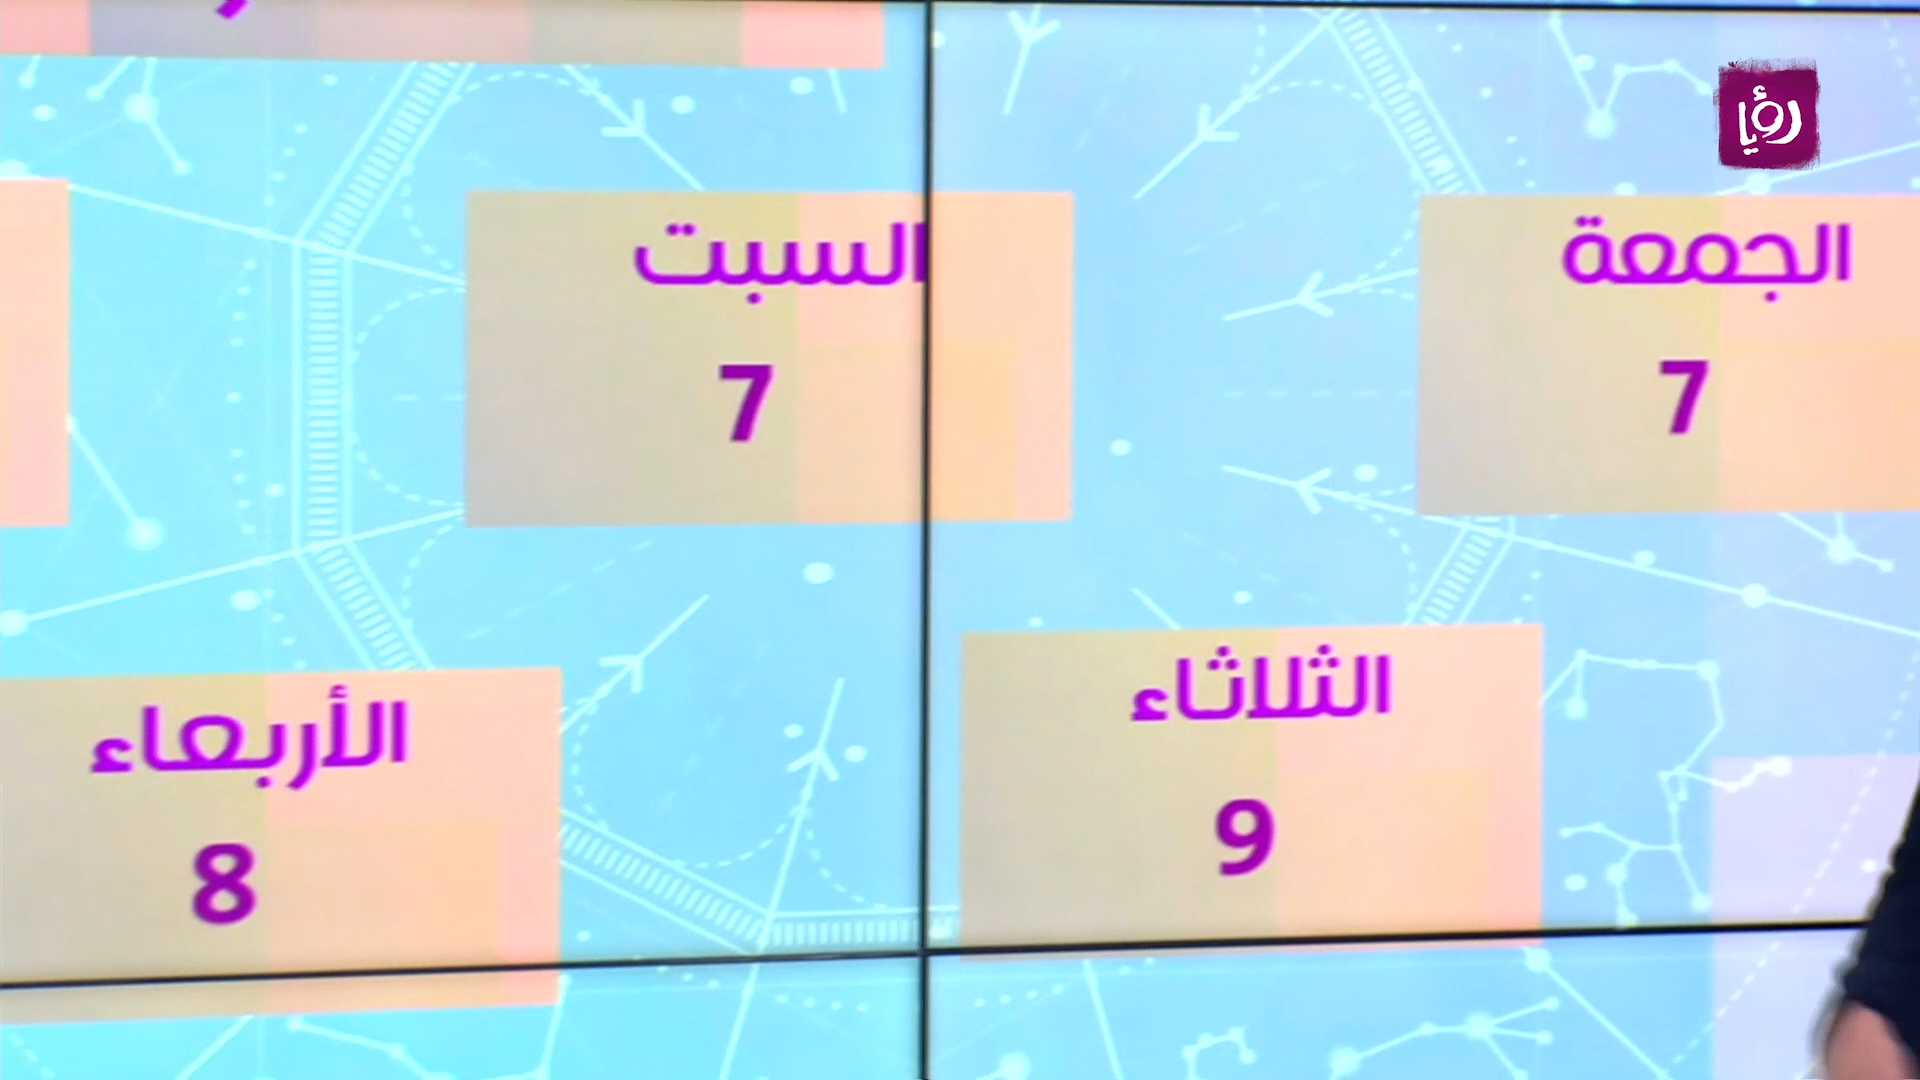 رؤيا
الجمعة
7
السبت
7
الثلاثاء
9
الأربعاء
8